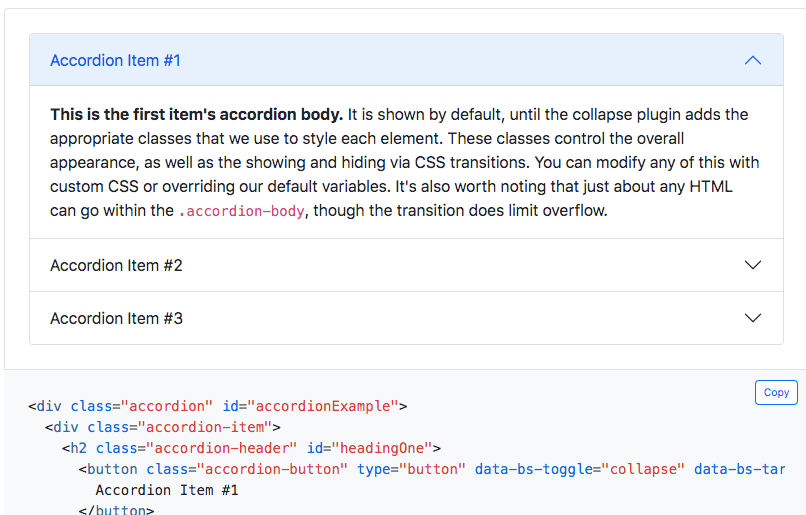 Accordion Item #1
This is the first item's accordion body. It is shown by default, until the collapse plugin adds the
appropriate classes that we use to style each element. These classes control the overall
appearance, as well as the showing and hiding via CSS transitions. You can modify any of this with
custom CSS or overriding our default variables. It's also worth noting that just about any HTML
can go within the .accordion-body, though the transition does limit overflow.
Accordion Item #2
Accordion Item #3
Copy
<div class="accordion" id="accordionExample">
  <div class="accordion-item">
    <h2 class="accordion-header" id="headingOne">
      <button class="accordion-button" type="button" data-bs-toggle="collapse" data-bs-tar
        Accordion Item #1
      </button>